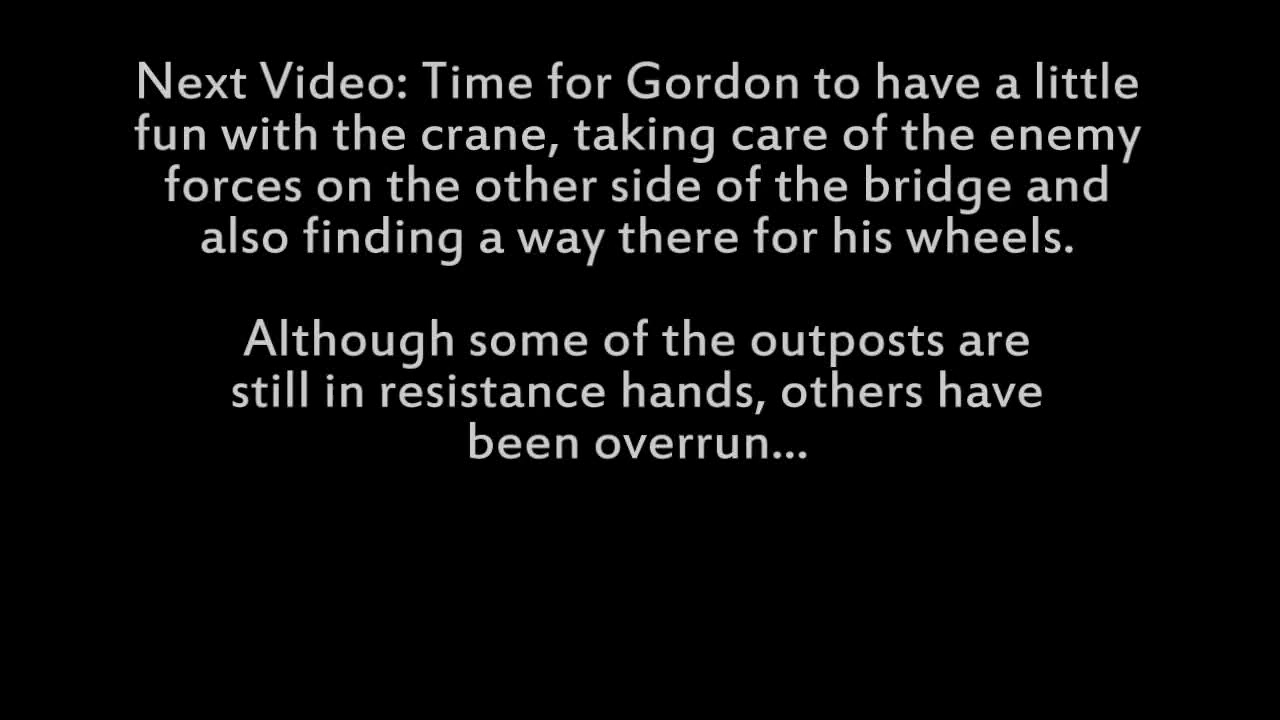 Next Video: Time for Gordon to have a little
fun with the crane, taking care of the enemy
forces on the other side of the bridge and
also finding a way there for his wheels.
Although some of the outposts are
still in resistance hands, others have
been overrun...